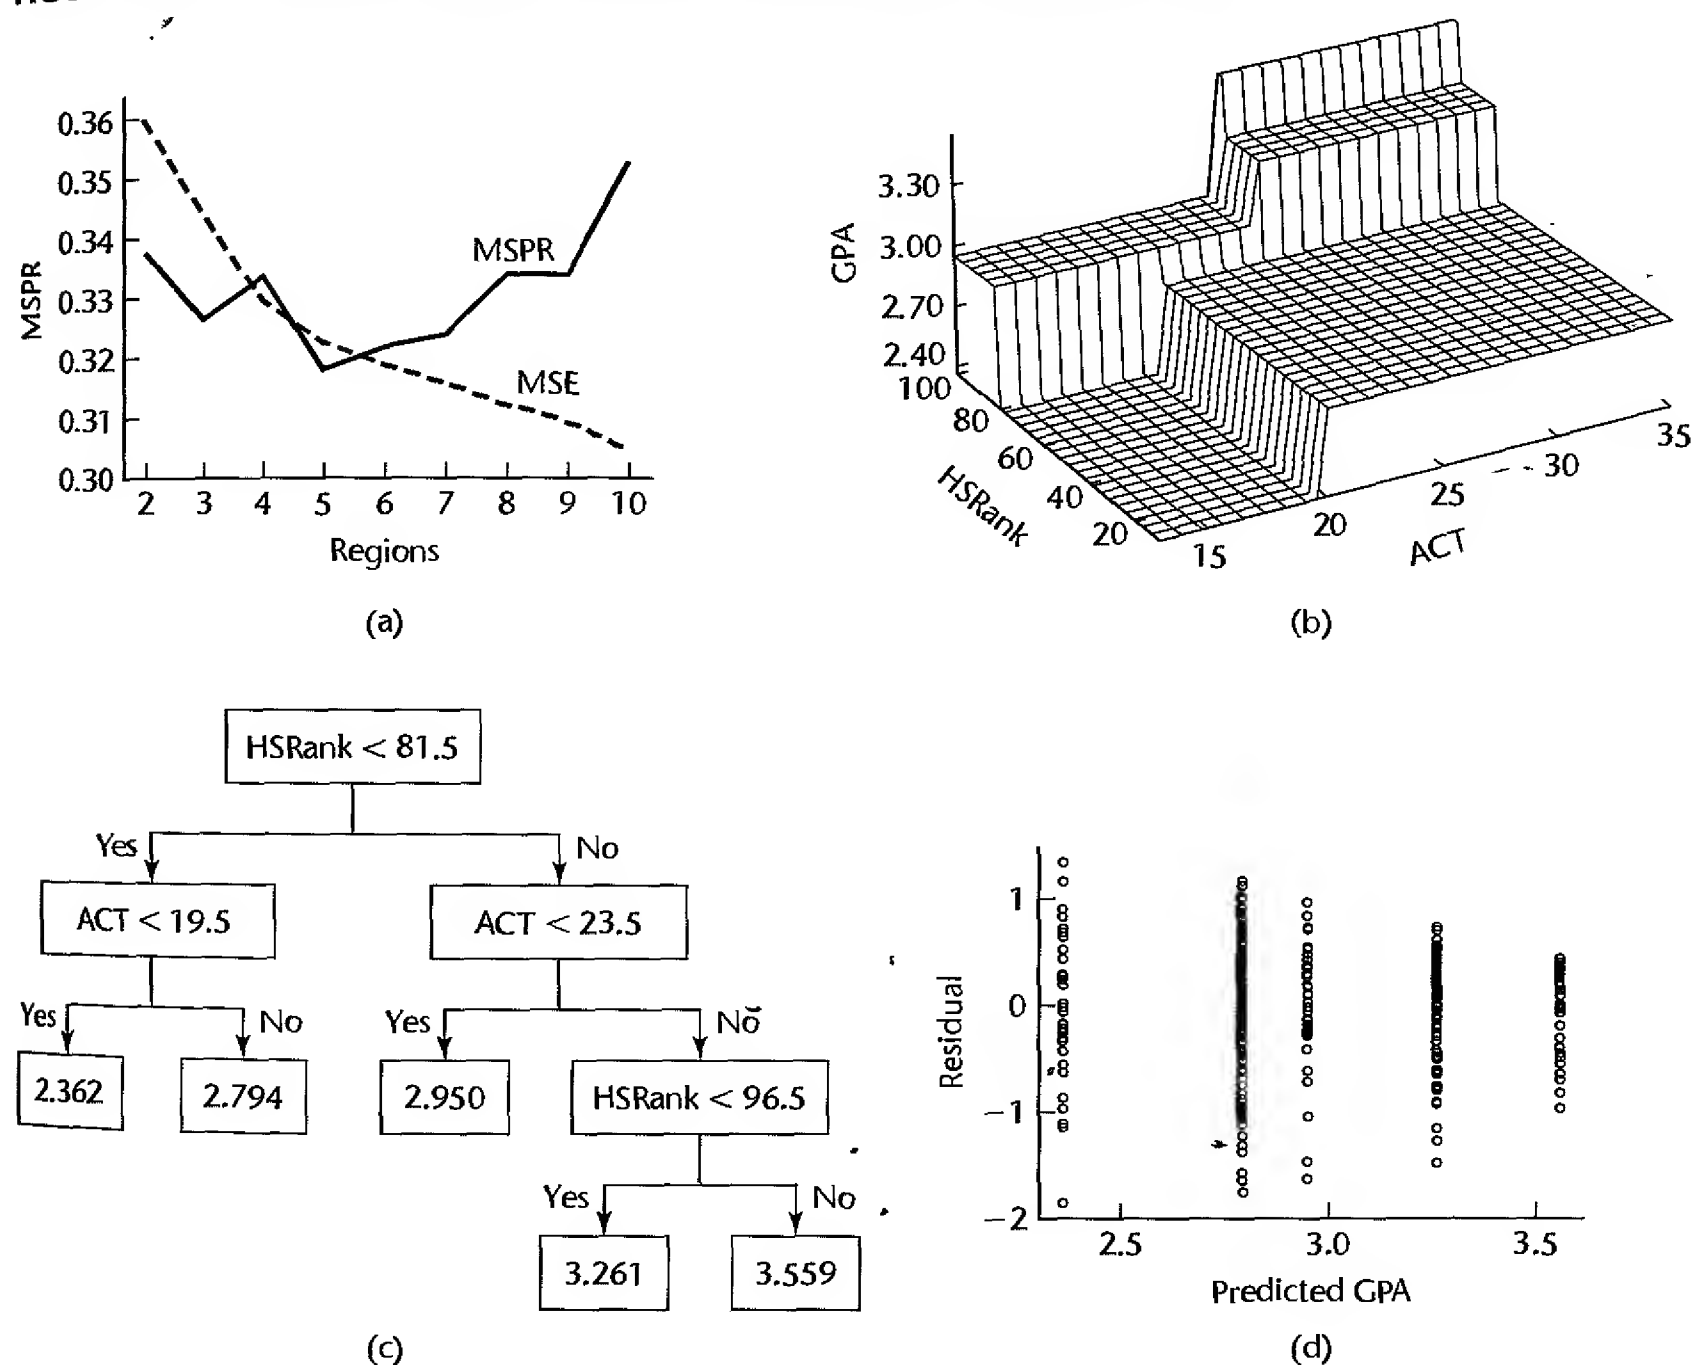 0.36
0.35
0.34
0.33
0.32
0.31
0.30
MSPR
MSPR
MSE
2 3 4 5 6 7 8 9 10
Regions
(a)
3.30
3.00
2.70
2.40
GPA
100
80
60
40
20
HSRank
15
20
25
30
35
ACT
(b)
HSRank < 81.5
Yes
No
ACT < 19.5
ACT < 23.5
Yes
No
Yes
No
2.362
2.794
2.950
HSRank < 96.5
Yes
No
3.261
3.559
(c)
1
0
−1
−2
Residual
2.5 3.0 3.5
Predicted GPA
(d)